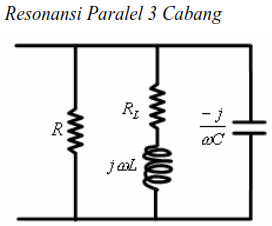 Resonansi Paralel 3 Cabang
R
R_L
jωL
-j
ωC